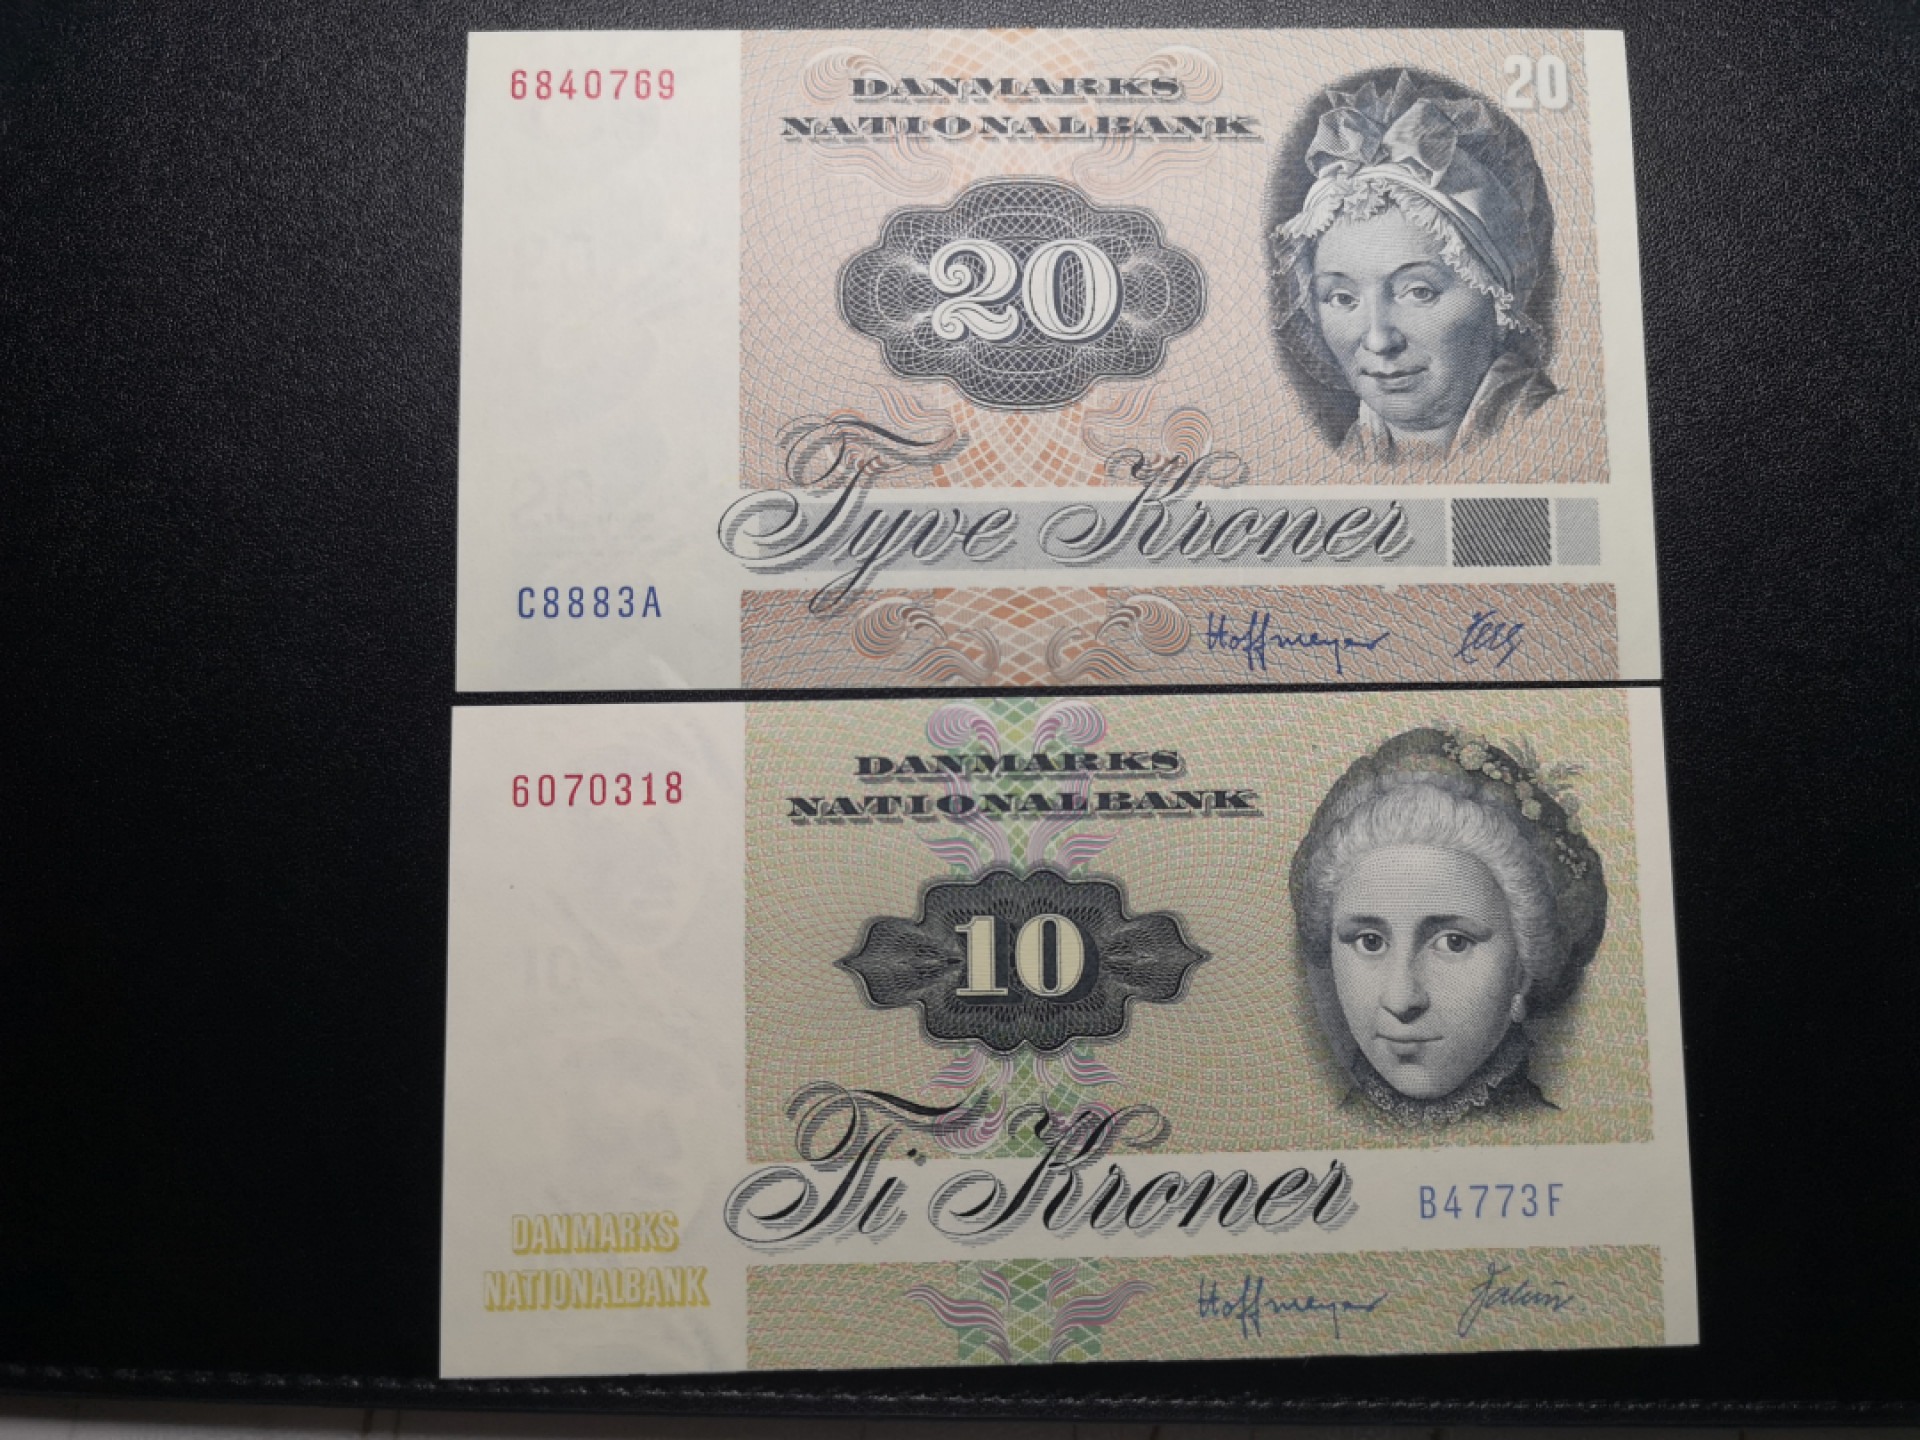 6840769
DANMARKS
NATIONALBANK
20
20
Tyve Kroner
C8883A
Hoffmeyer
6070318
DANMARKS
NATIONALBANK
10
Ti Kroner
B4773F
DANMARKS
NATIONALBANK
Hoffmeyer